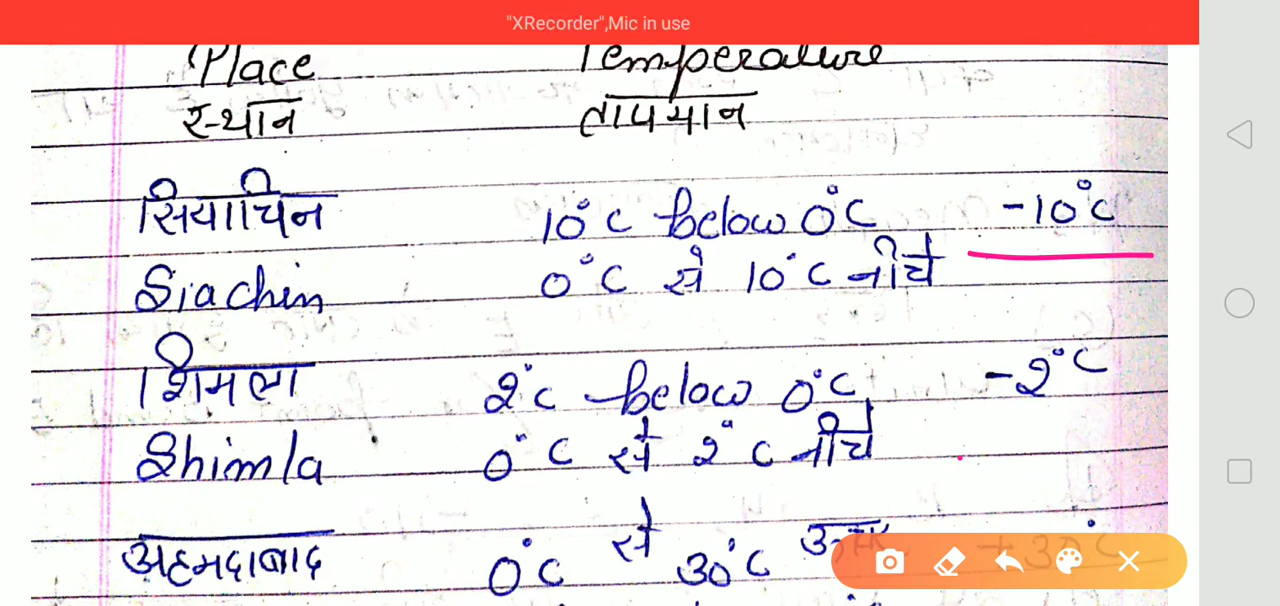 "XRecorder",Mic in use
Place Temperature
स्थान तापमान
सियाचिन 10°C below 0°C -10°C
Siachin 0°C से 10°C नीचे
शिमला 2°C below 0°C -2°C
Shimla 0°C से 2°C नीचे
अहमदाबाद 0°C से 30°C